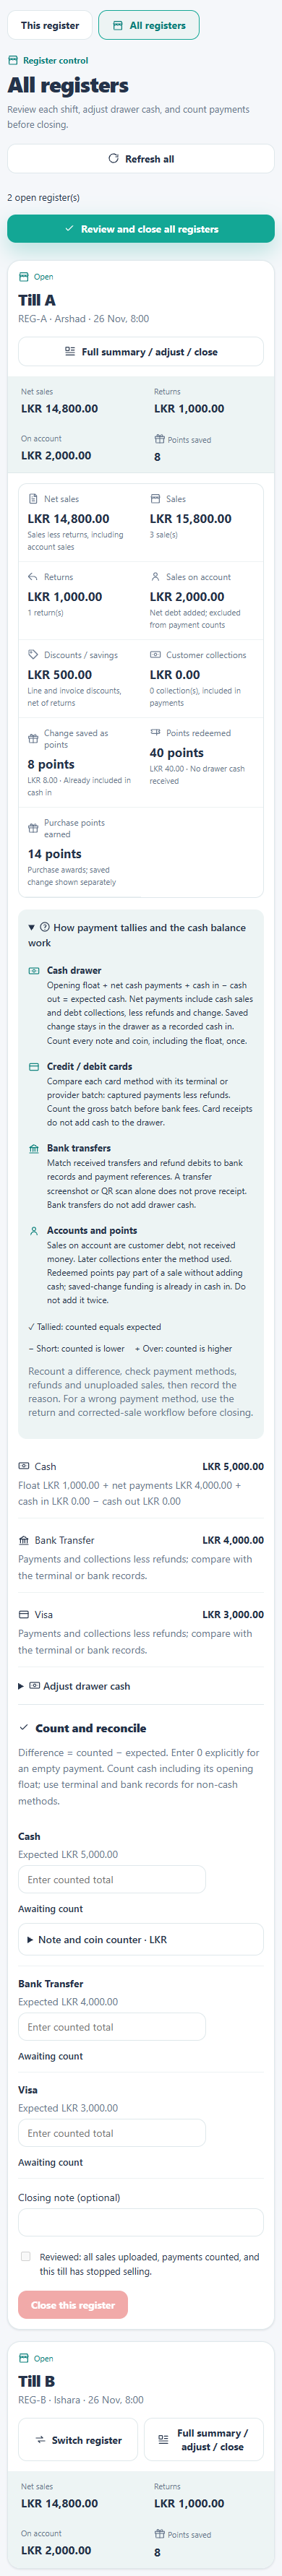 This register
All registers
Register control
All registers
Review each shift, adjust drawer cash, and count payments
before closing.
Refresh all
2 open register(s)
Review and close all registers
Open
Till A
REG-A · Arshad · 26 Nov, 8:00
Full summary / adjust / close
Net sales
LKR 14,800.00
Returns
LKR 1,000.00
On account
LKR 2,000.00
Points saved
8
Net sales
LKR 14,800.00
Sales less returns, including
account sales
Sales
LKR 15,800.00
3 sale(s)
Returns
LKR 1,000.00
1 return(s)
Sales on account
LKR 2,000.00
Net debt added; excluded
from payment counts
Discounts / savings
LKR 500.00
Line and invoice discounts,
net of returns
Customer collections
LKR 0.00
0 collection(s), included in
payments
Change saved as
points
8 points
LKR 8.00 · Already included in
cash in
Points redeemed
40 points
LKR 40.00 · No drawer cash
received
Purchase points
earned
14 points
Purchase awards; saved
change shown separately
▼ How payment tallies and the cash balance
work
Cash drawer
Opening float + net cash payments + cash in − cash
out = expected cash. Net payments include cash sales
and debt collections, less refunds and change. Saved
change stays in the drawer as a recorded cash in.
Count every note and coin, including the float, once.
Credit / debit cards
Compare each card method with its terminal or
provider batch: captured payments less refunds.
Count the gross batch before bank fees. Card receipts
do not add cash to the drawer.
Bank transfers
Match received transfers and refund debits to bank
records and payment references. A transfer
screenshot or QR scan alone does not prove receipt.
Bank transfers do not add drawer cash.
Accounts and points
Sales on account are customer debt, not received
money. Later collections enter the method used.
Redeemed points pay part of a sale without adding
cash; saved-change funding is already in cash in. Do
not add it twice.
✓ Tallied: counted equals expected
− Short: counted is lower + Over: counted is higher
Recount a difference, check payment methods,
refunds and unuploaded sales, then record the
reason. For a wrong payment method, use the
return and corrected-sale workflow before closing.
Cash
LKR 5,000.00
Float LKR 1,000.00 + net payments LKR 4,000.00 +
cash in LKR 0.00 − cash out LKR 0.00
Bank Transfer
LKR 4,000.00
Payments and collections less refunds; compare with
the terminal or bank records.
Visa
LKR 3,000.00
Payments and collections less refunds; compare with
the terminal or bank records.
▶ Adjust drawer cash
Count and reconcile
Difference = counted − expected. Enter 0 explicitly for
an empty payment. Count cash including its opening
float; use terminal and bank records for non-cash
methods.
Cash
Expected LKR 5,000.00
Enter counted total
Awaiting count
▶ Note and coin counter · LKR
Bank Transfer
Expected LKR 4,000.00
Enter counted total
Awaiting count
Visa
Expected LKR 3,000.00
Enter counted total
Awaiting count
Closing note (optional)
Reviewed: all sales uploaded, payments counted, and
this till has stopped selling.
Close this register
Open
Till B
REG-B · Ishara · 26 Nov, 8:00
Switch register
Full summary /
adjust / close
Net sales
LKR 14,800.00
Returns
LKR 1,000.00
On account
LKR 2,000.00
Points saved
8